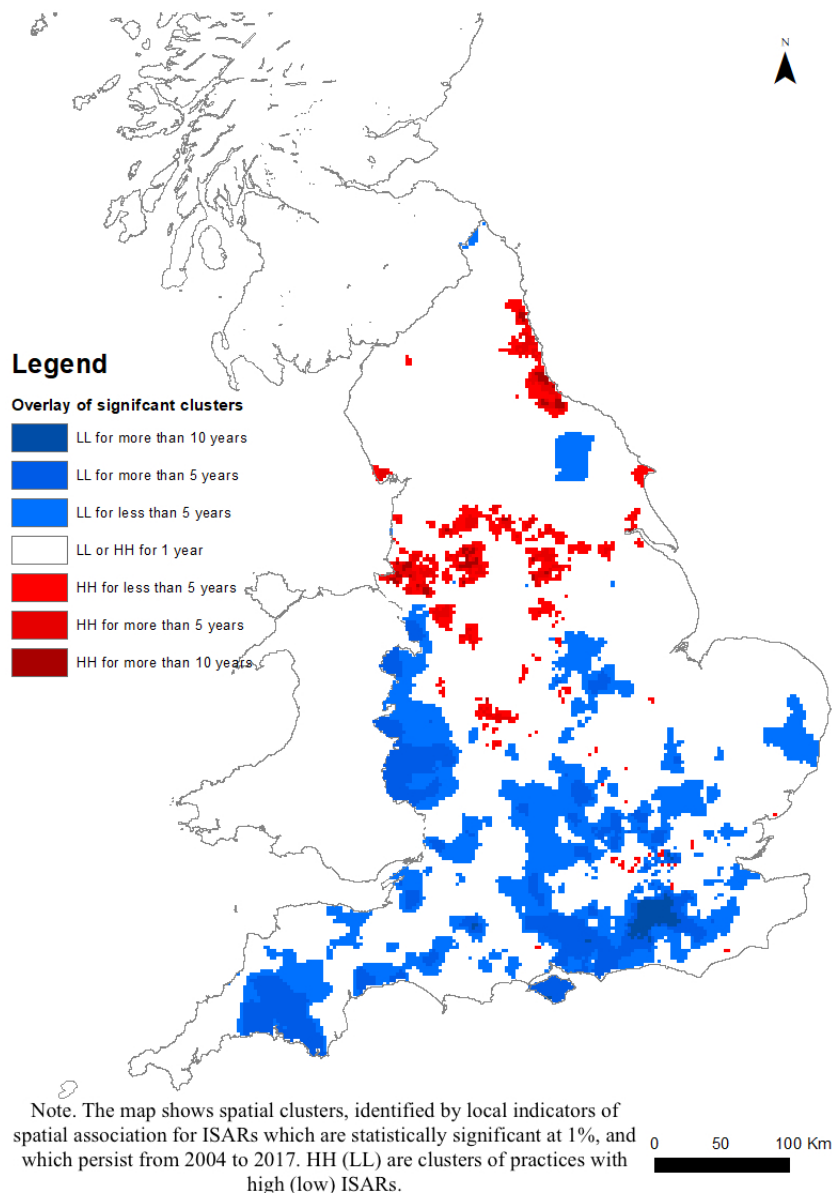 N
Legend
Overlay of signifcant clusters
LL for more than 10 years
LL for more than 5 years
LL for less than 5 years
LL or HH for 1 year
HH for less than 5 years
HH for more than 5 years
HH for more than 10 years
Note. The map shows spatial clusters, identified by local indicators of
spatial association for ISARs which are statistically significant at 1%, and
which persist from 2004 to 2017. HH (LL) are clusters of practices with
high (low) ISARs.
0 50 100 Km